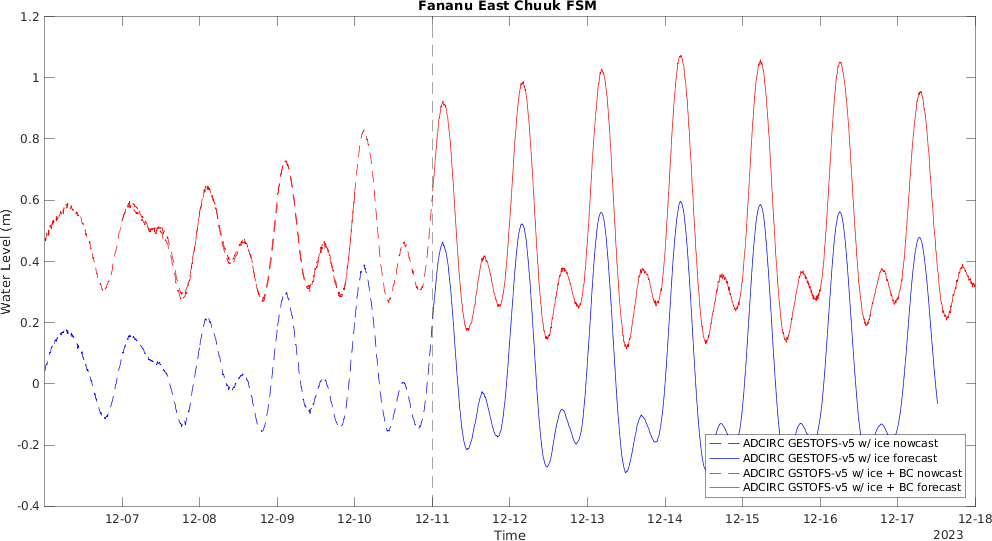 Fananu East Chuuk FSM
1.2
1
0.8
0.6
0.4
0.2
0
-0.2
-0.4
Water Level (m)
ADCIRC GESTOFS-v5 w/ ice nowcast
ADCIRC GESTOFS-v5 w/ ice forecast
ADCIRC GSTOFS-v5 w/ ice + BC nowcast
ADCIRC GSTOFS-v5 w/ ice + BC forecast
12-07 12-08 12-09 12-10 12-11 12-12 12-13 12-14 12-15 12-16 12-17 12-18
Time
2023